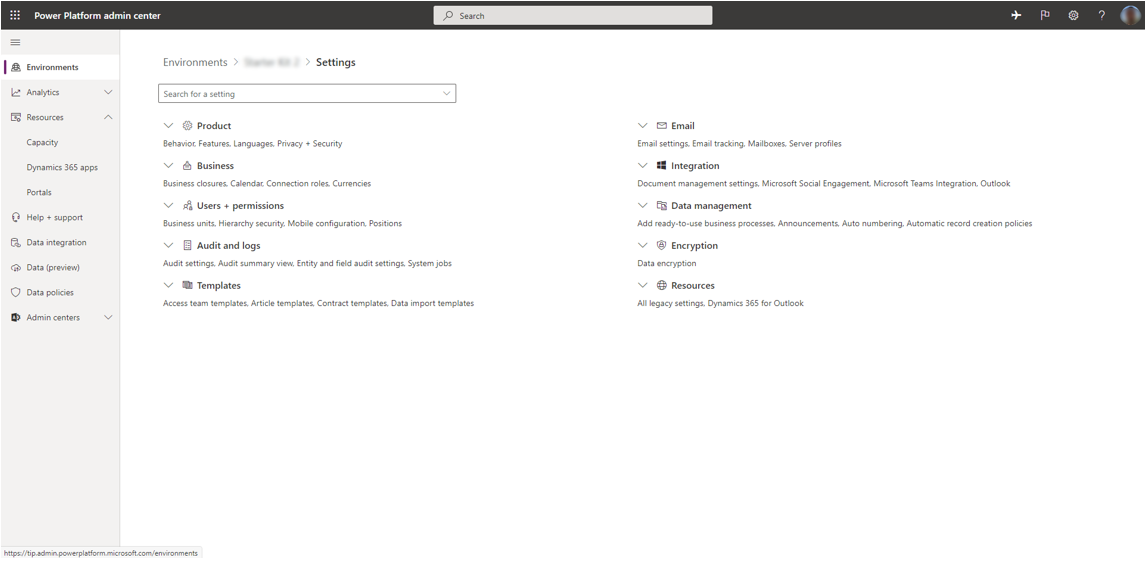 Power Platform admin center
Search
?
Environments
Analytics
Resources
Capacity
Dynamics 365 apps
Portals
Help + support
Data integration
Data (preview)
Data policies
Admin centers
Environments > > Settings
Search for a setting
Product
Behavior, Features, Languages, Privacy + Security
Business
Business closures, Calendar, Connection roles, Currencies
Users + permissions
Business units, Hierarchy security, Mobile configuration, Positions
Audit and logs
Audit settings, Audit summary view, Entity and field audit settings, System jobs
Templates
Access team templates, Article templates, Contract templates, Data import templates
Email
Email settings, Email tracking, Mailboxes, Server profiles
Integration
Document management settings, Microsoft Social Engagement, Microsoft Teams Integration, Outlook
Data management
Add ready-to-use business processes, Announcements, Auto numbering, Automatic record creation policies
Encryption
Data encryption
Resources
All legacy settings, Dynamics 365 for Outlook
https://tip.admin.powerplatform.microsoft.com/environments